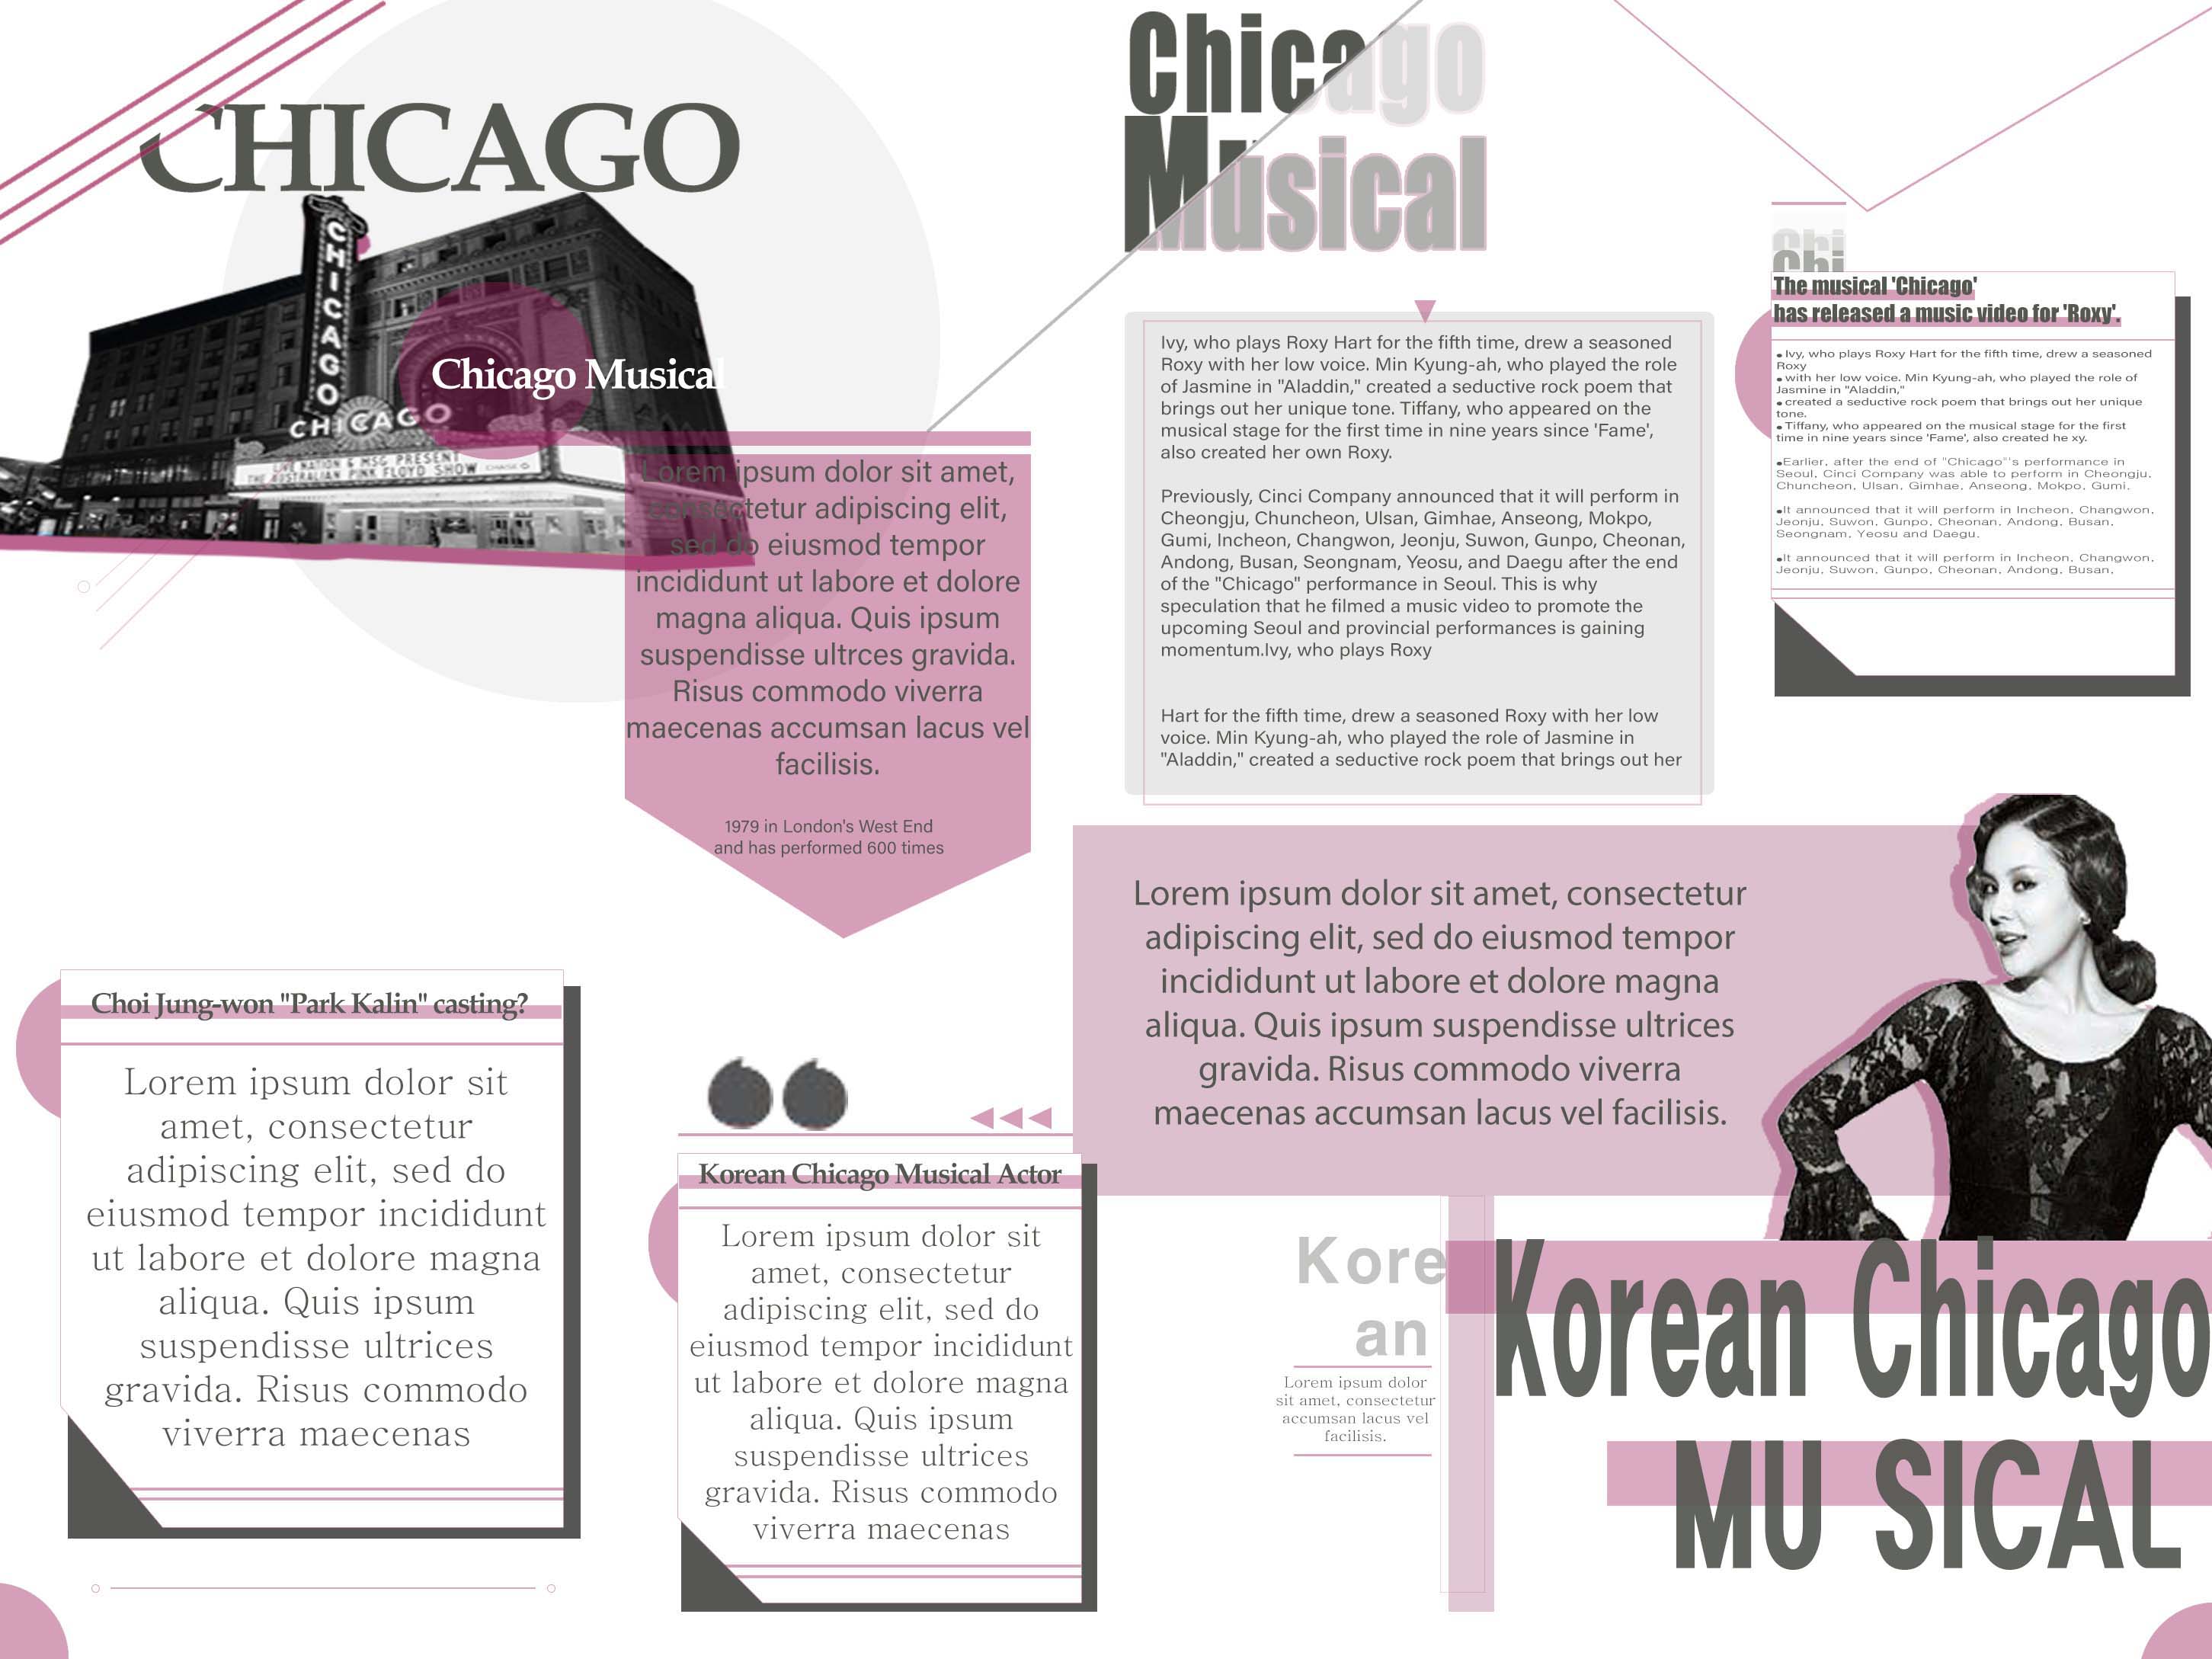 CHICAGO
CHICAGO
CHICAGO
Chicago Musical
Lorem ipsum dolor sit amet,
consectetur adipiscing elit,
sed do eiusmod tempor
incididunt ut labore et dolore
magna aliqua. Quis ipsum
suspendisse ultrces gravida.
Risus commodo viverra
maecenas accumsan lacus vel
facilisis.
1979 in London's West End
and has performed 600 times
Choi Jung-won "Park Kalin" casting?
Lorem ipsum dolor sit
amet, consectetur
adipiscing elit, sed do
eiusmod tempor incididunt
ut labore et dolore magna
aliqua. Quis ipsum
suspendisse ultrices
gravida. Risus commodo
viverra maecenas
Korean Chicago Musical Actor
Lorem ipsum dolor sit
amet, consectetur
adipiscing elit, sed do
eiusmod tempor incididunt
ut labore et dolore magna
aliqua. Quis ipsum
suspendisse ultrices
gravida. Risus commodo
viverra maecenas
Chicago
Musical
Ivy, who plays Roxy Hart for the fifth time, drew a seasoned
Roxy with her low voice. Min Kyung-ah, who played the role
of Jasmine in "Aladdin," created a seductive rock poem that
brings out her unique tone. Tiffany, who appeared on the
musical stage for the first time in nine years since 'Fame',
also created her own Roxy.
Previously, Cinci Company announced that it will perform in
Cheongju, Chuncheon, Ulsan, Gimhae, Anseong, Mokpo,
Gumi, Incheon, Changwon, Jeonju, Suwon, Gunpo, Cheonan,
Andong, Busan, Seongnam, Yeosu, and Daegu after the end
of the "Chicago" performance in Seoul. This is why
speculation that he filmed a music video to promote the
upcoming Seoul and provincial performances is gaining
momentum.Ivy, who plays Roxy
Hart for the fifth time, drew a seasoned Roxy with her low
voice. Min Kyung-ah, who played the role of Jasmine in
"Aladdin," created a seductive rock poem that brings out her
Chi
Chi
The musical 'Chicago'
has released a music video for 'Roxy'.
•Ivy, who plays Roxy Hart for the fifth time, drew a seasoned
Roxy
•with her low voice. Min Kyung-ah, who played the role of
Jasmine in "Aladdin,"
•created a seductive rock poem that brings out her unique
tone.
•Tiffany, who appeared on the musical stage for the first
time in nine years since 'Fame', also created he xy.
•Earlier, after the end of "Chicago"'s performance in
Seoul, Cinci Company was able to perform in Cheongju,
Chuncheon, Ulsan, Gimhae, Anseong, Mokpo, Gumi,
•It announced that it will perform in Incheon, Changwon,
Jeonju, Suwon, Gunpo, Cheonan, Andong, Busan,
Seongnam, Yeosu and Daegu.
•It announced that it will perform in Incheon, Changwon,
Jeonju, Suwon, Gunpo, Cheonan, Andong, Busan,
Lorem ipsum dolor sit amet, consectetur
adipiscing elit, sed do eiusmod tempor
incididunt ut labore et dolore magna
aliqua. Quis ipsum suspendisse ultrices
gravida. Risus commodo viverra
maecenas accumsan lacus vel facilisis.
Kore
an
Lorem ipsum dolor
sit amet, consectetur
accumsan lacus vel
facilisis.
Korean Chicago
MU SICAL